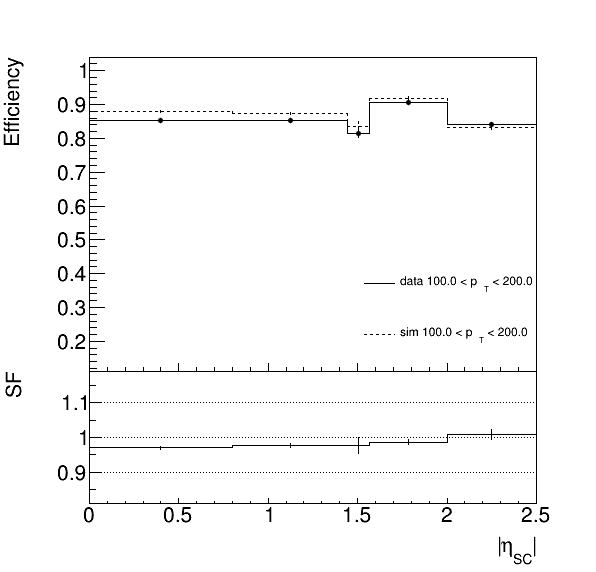 Efficiency
1
0.9
0.8
0.7
0.6
0.5
0.4
0.3
0.2
data 100.0 < p_T < 200.0
sim 100.0 < p_T < 200.0
SF
1.1
1
0.9
0 0.5 1 1.5 2 2.5
|η_SC|